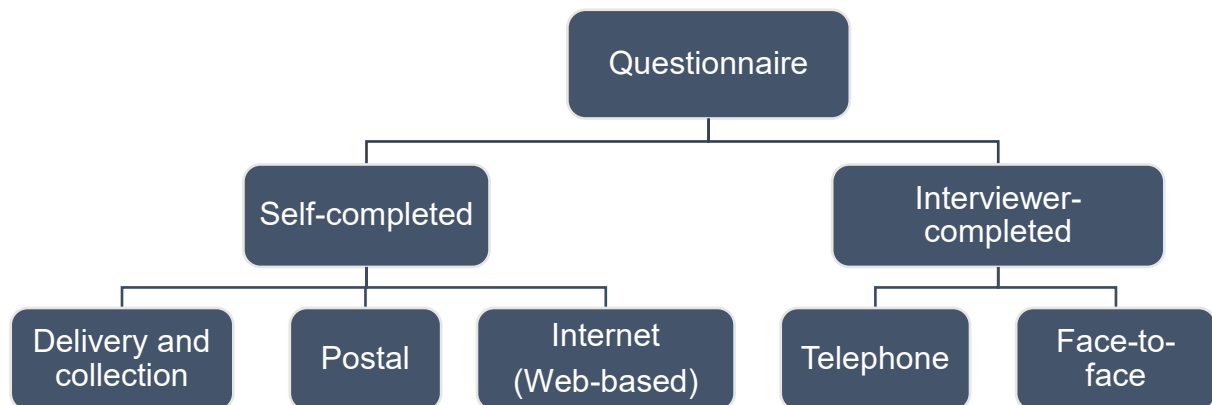 Questionnaire
Self-completed
Interviewer-
completed
Delivery and
collection
Postal
Internet
(Web-based)
Telephone
Face-to-
face